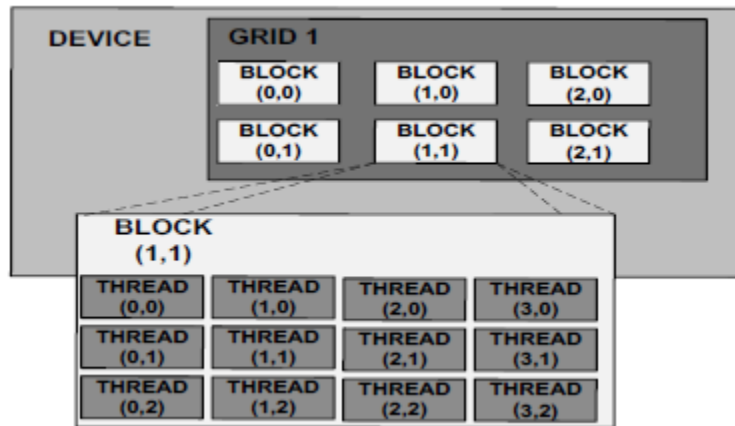 DEVICE
GRID 1
BLOCK
(0,0)
BLOCK
(1,0)
BLOCK
(2,0)
BLOCK
(0,1)
BLOCK
(1,1)
BLOCK
(2,1)
BLOCK
(1,1)
THREAD
(0,0)
THREAD
(1,0)
THREAD
(2,0)
THREAD
(3,0)
THREAD
(0,1)
THREAD
(1,1)
THREAD
(2,1)
THREAD
(3,1)
THREAD
(0,2)
THREAD
(1,2)
THREAD
(2,2)
THREAD
(3,2)